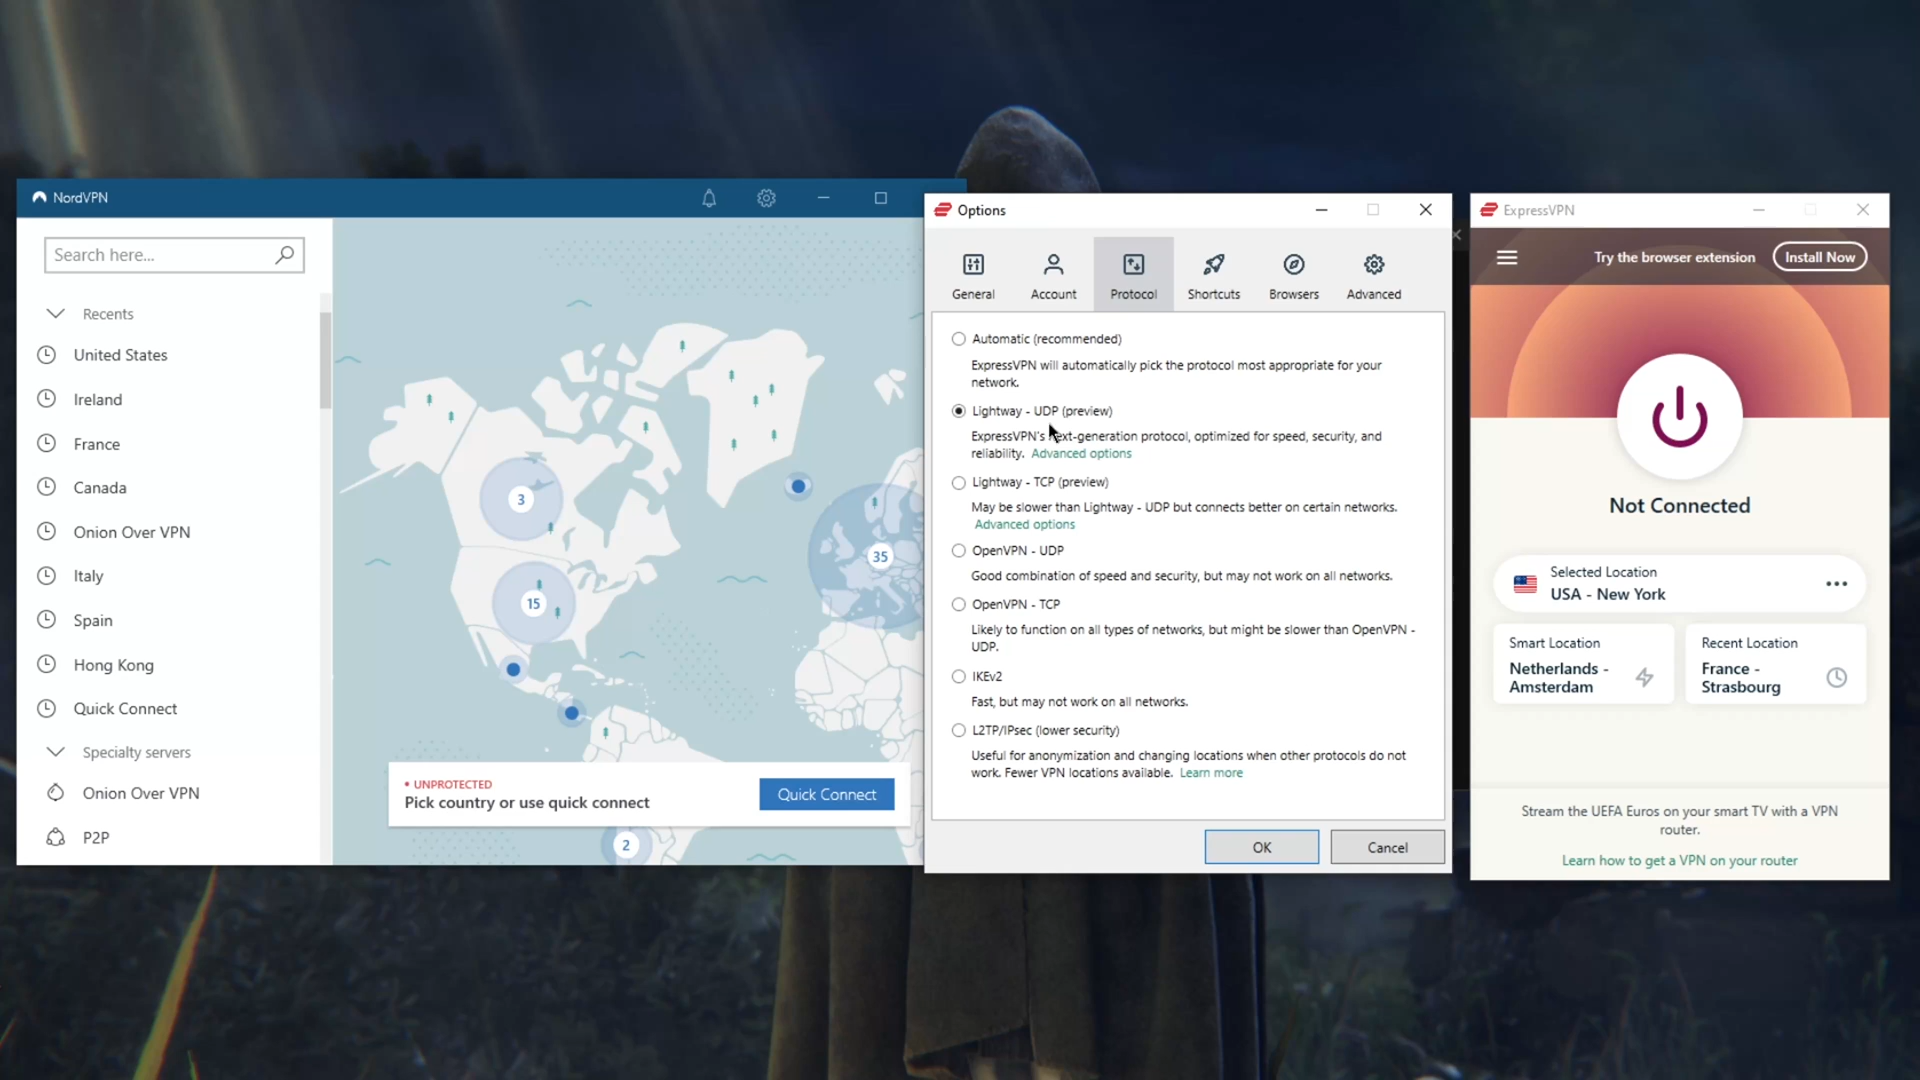 NordVPN
Search here...
Recents
United States
Ireland
France
Canada
Onion Over VPN
Italy
Spain
Hong Kong
Quick Connect
Specialty servers
Onion Over VPN
P2P
3
15
35
2
UNPROTECTED
Pick country or use quick connect
Quick Connect
Options
General
Account
Protocol
Shortcuts
Browsers
Advanced
Automatic (recommended)
ExpressVPN will automatically pick the protocol most appropriate for your
network.
Lightway - UDP (preview)
ExpressVPN's next-generation protocol, optimized for speed, security, and
reliability. Advanced options
Lightway - TCP (preview)
May be slower than Lightway - UDP but connects better on certain networks.
Advanced options
OpenVPN - UDP
Good combination of speed and security, but may not work on all networks.
OpenVPN - TCP
Likely to function on all types of networks, but might be slower than OpenVPN -
UDP.
IKEv2
Fast, but may not work on all networks.
L2TP/IPsec (lower security)
Useful for anonymization and changing locations when other protocols do not
work. Fewer VPN locations available. Learn more
OK
Cancel
ExpressVPN
Try the browser extension
Install Now
Not Connected
Selected Location
USA - New York
Smart Location
Netherlands -
Amsterdam
Recent Location
France -
Strasbourg
Stream the UEFA Euros on your smart TV with a VPN
router.
Learn how to get a VPN on your router